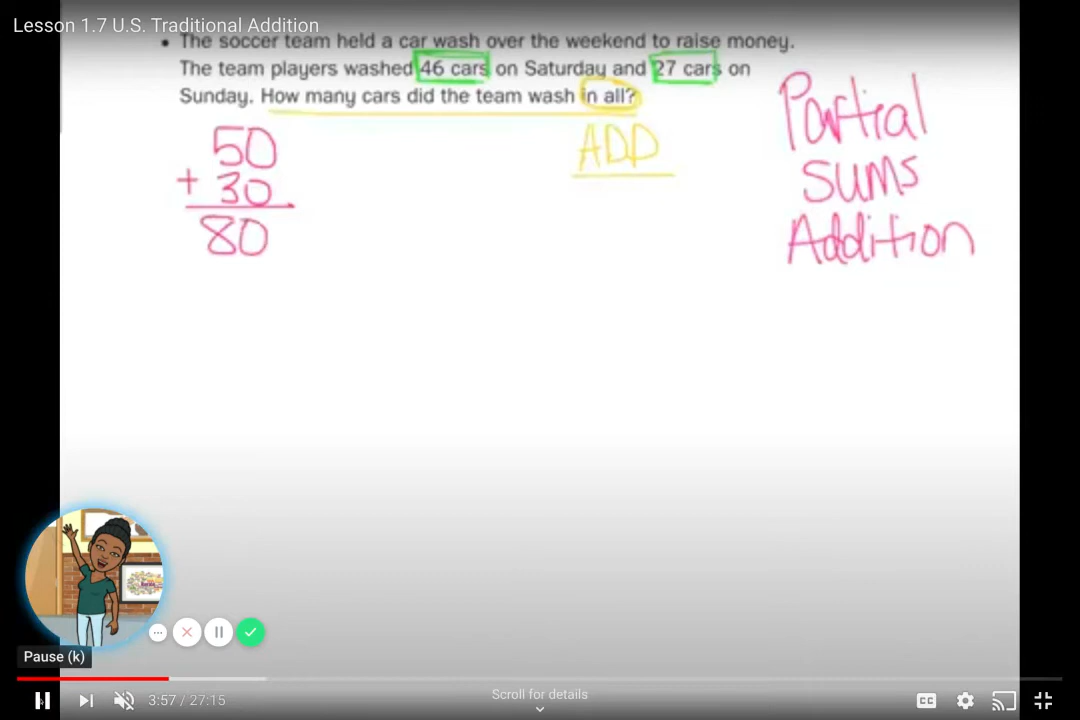 Lesson 1.7 U.S. Traditional Addition
• The soccer team held a car wash over the weekend to raise money.
The team players washed 46 cars on Saturday and 27 cars on
Sunday. How many cars did the team wash in all?
50
+ 30
80
ADD
Partial
Sums
Addition
Pause (k)
3:57 / 27:15
Scroll for details
CC